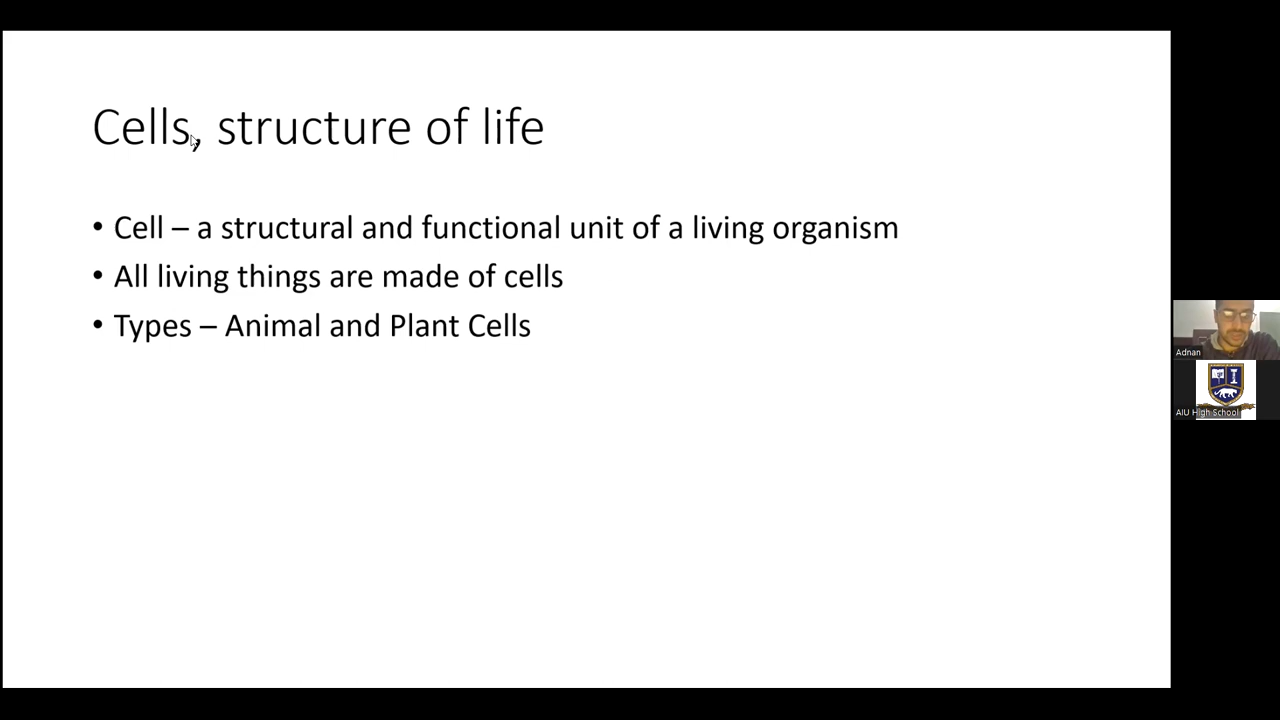 Cells, structure of life
• Cell – a structural and functional unit of a living organism
• All living things are made of cells
• Types – Animal and Plant Cells
Adnan
AIU High School